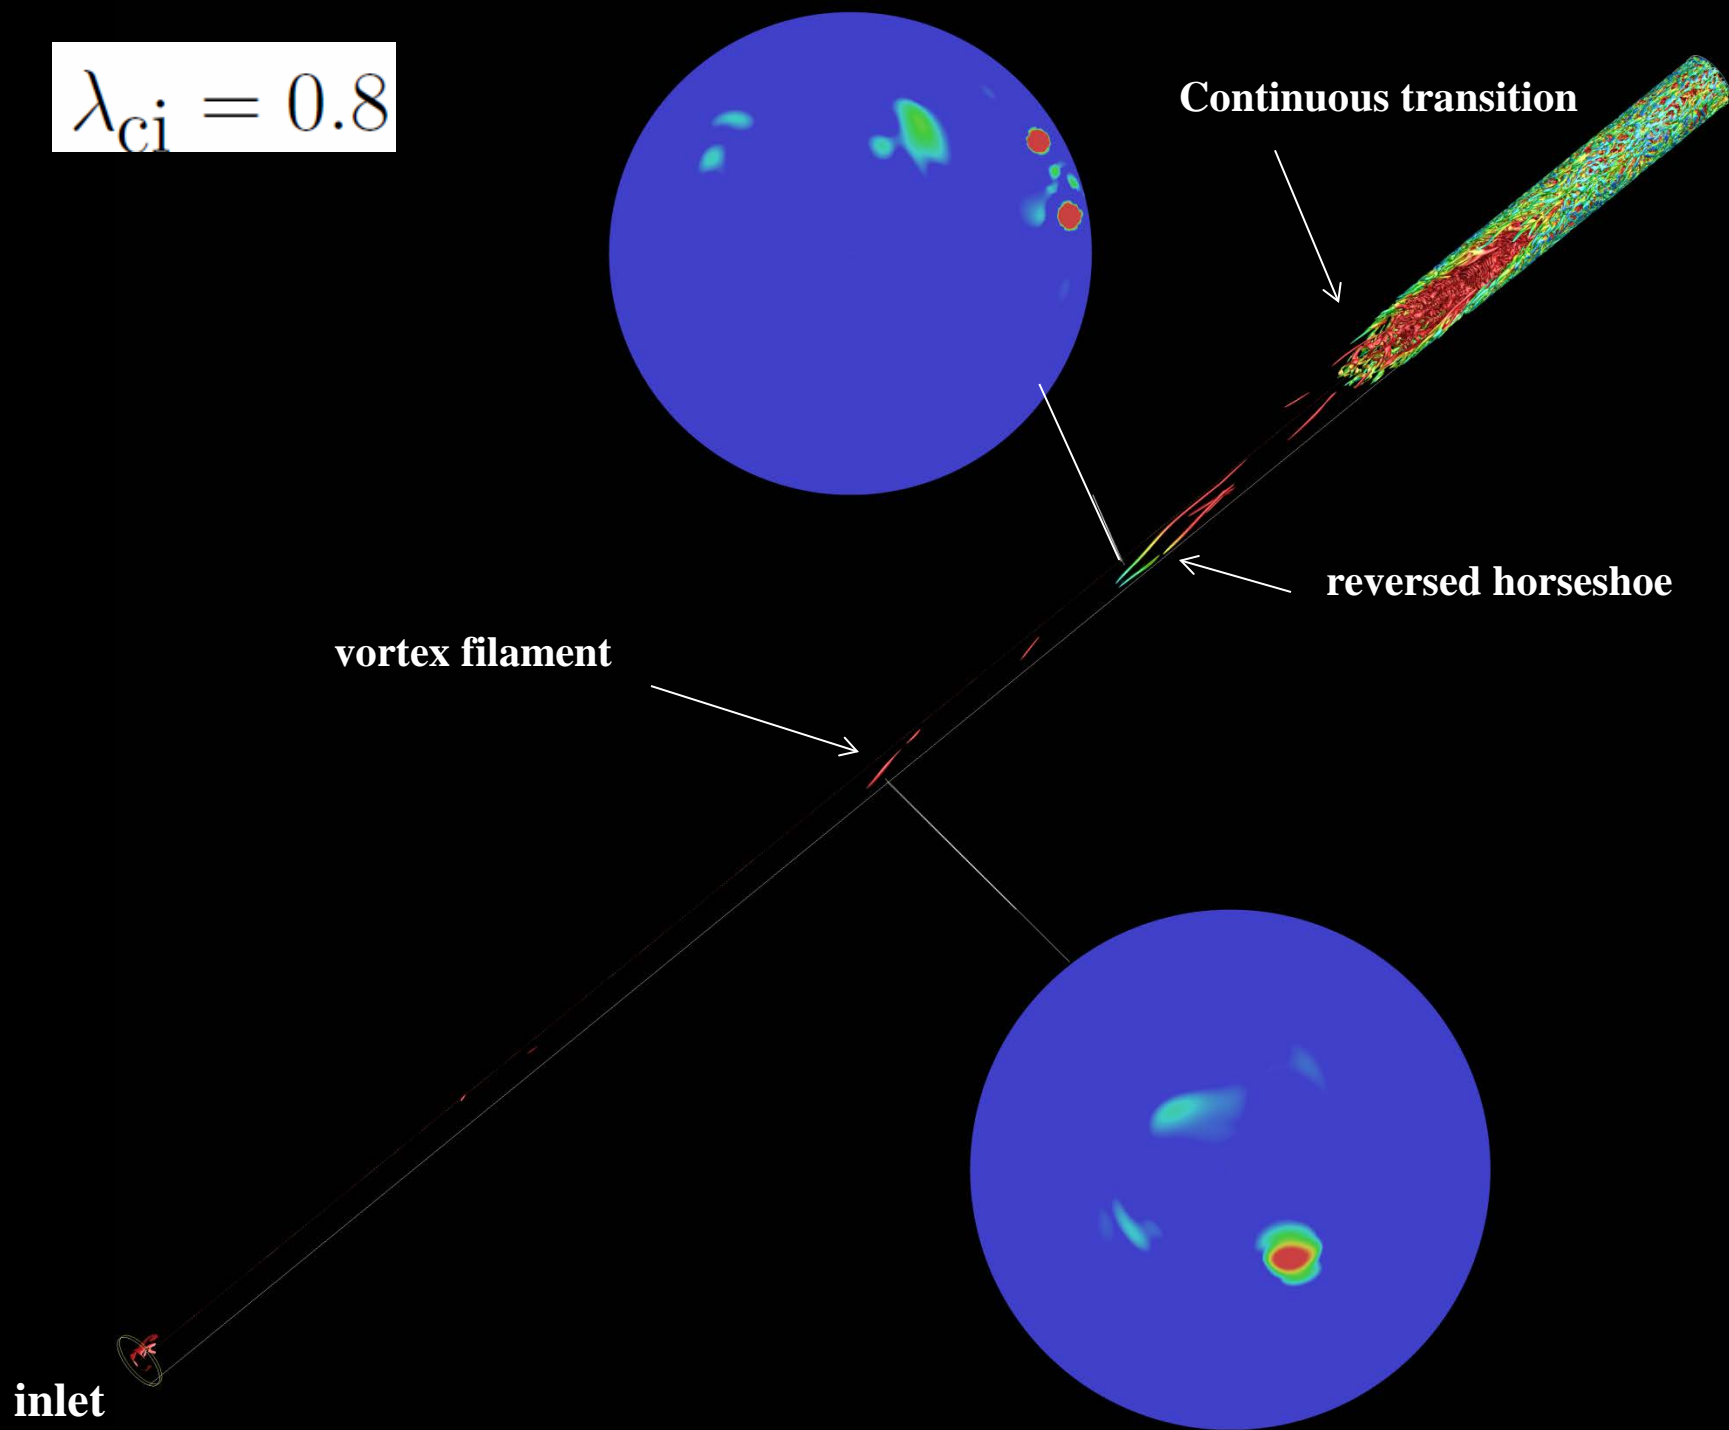 λci = 0.8
Continuous transition
reversed horseshoe
vortex filament
inlet